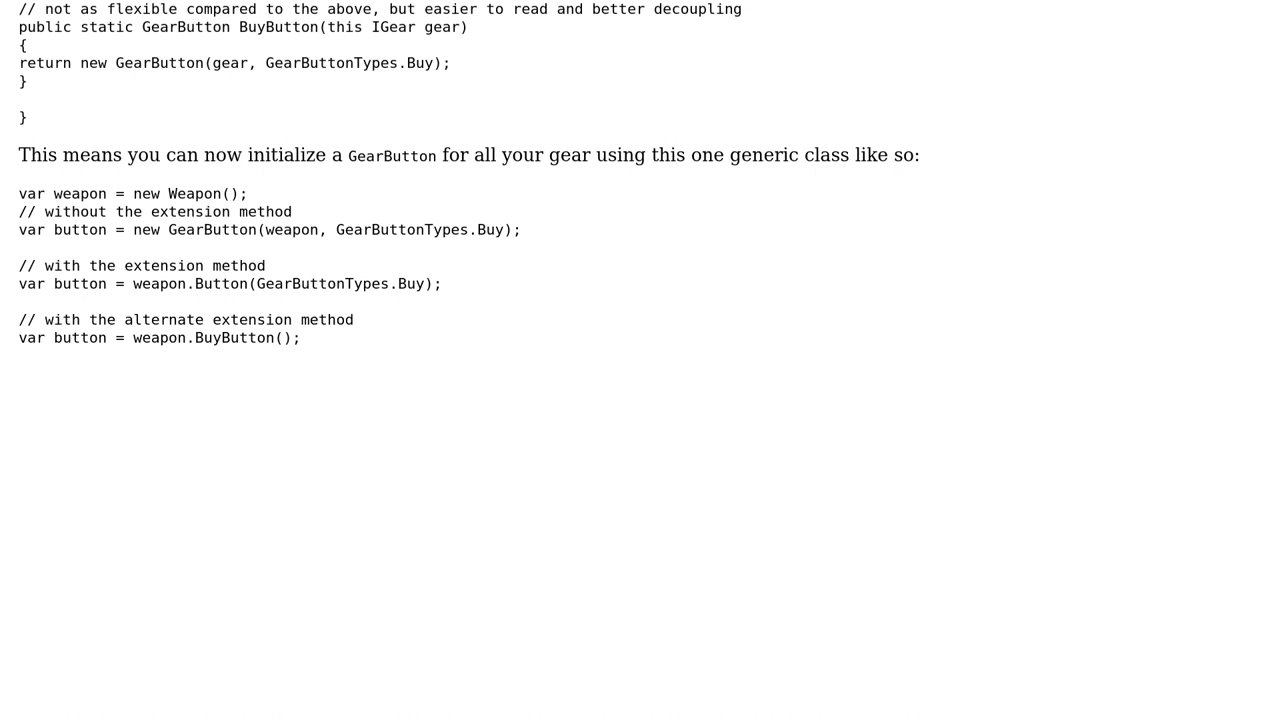 // not as flexible compared to the above, but easier to read and better decoupling
public static GearButton BuyButton(this IGear gear)
{
return new GearButton(gear, GearButtonTypes.Buy);
}

}

This means you can now initialize a GearButton for all your gear using this one generic class like so:

var weapon = new Weapon();
// without the extension method
var button = new GearButton(weapon, GearButtonTypes.Buy);

// with the extension method
var button = weapon.Button(GearButtonTypes.Buy);

// with the alternate extension method
var button = weapon.BuyButton();